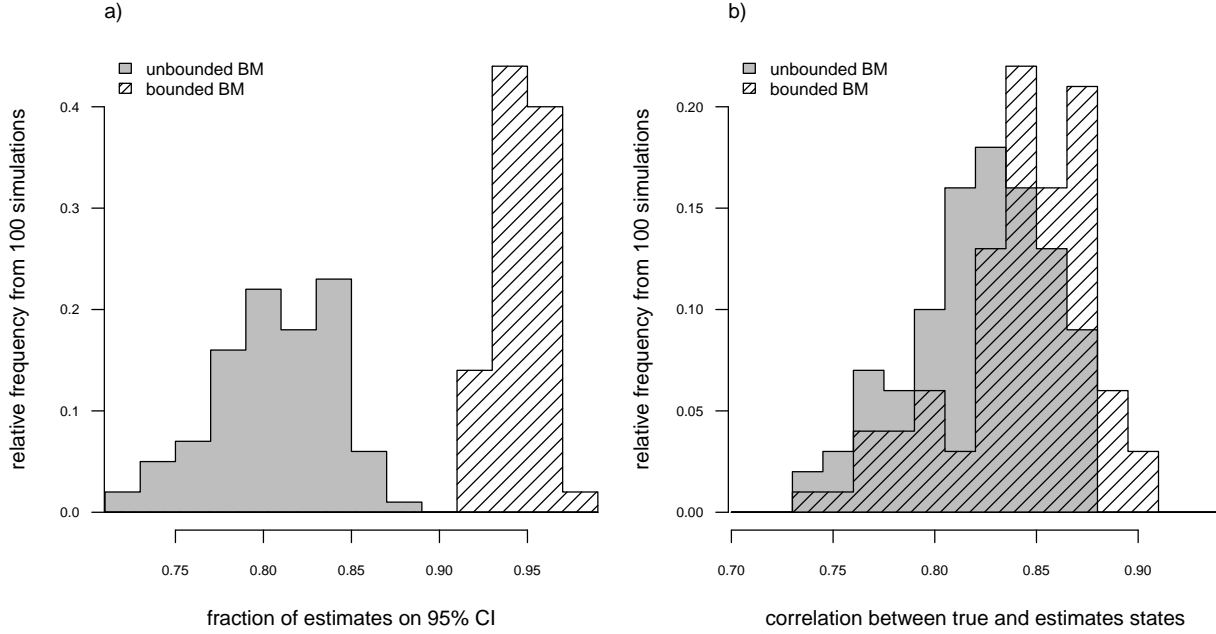 a)
unbounded BM
bounded BM
relative frequency from 100 simulations
0.4
0.3
0.2
0.1
0.0
0.75 0.80 0.85 0.90 0.95
fraction of estimates on 95% CI
b)
unbounded BM
bounded BM
relative frequency from 100 simulations
0.20
0.15
0.10
0.05
0.00
0.70 0.75 0.80 0.85 0.90
correlation between true and estimates states